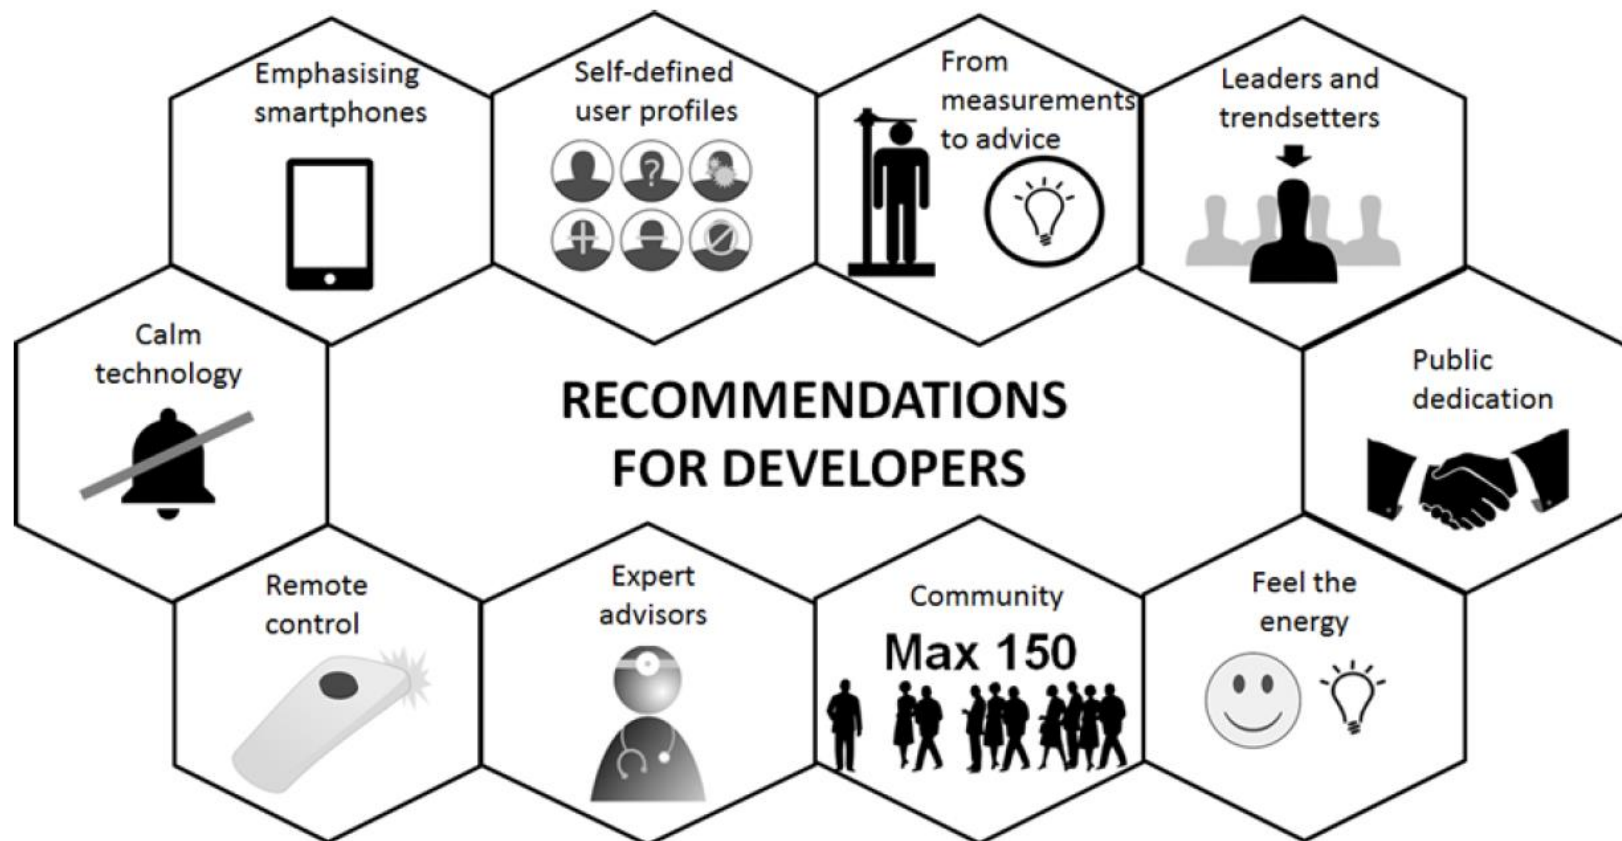 Emphasising
smartphones
Self-defined
user profiles
From
measurements
to advice
Leaders and
trendsetters
Calm
technology
RECOMMENDATIONS
FOR DEVELOPERS
Public
dedication
Remote
control
Expert
advisors
Community
Max 150
Feel the
energy